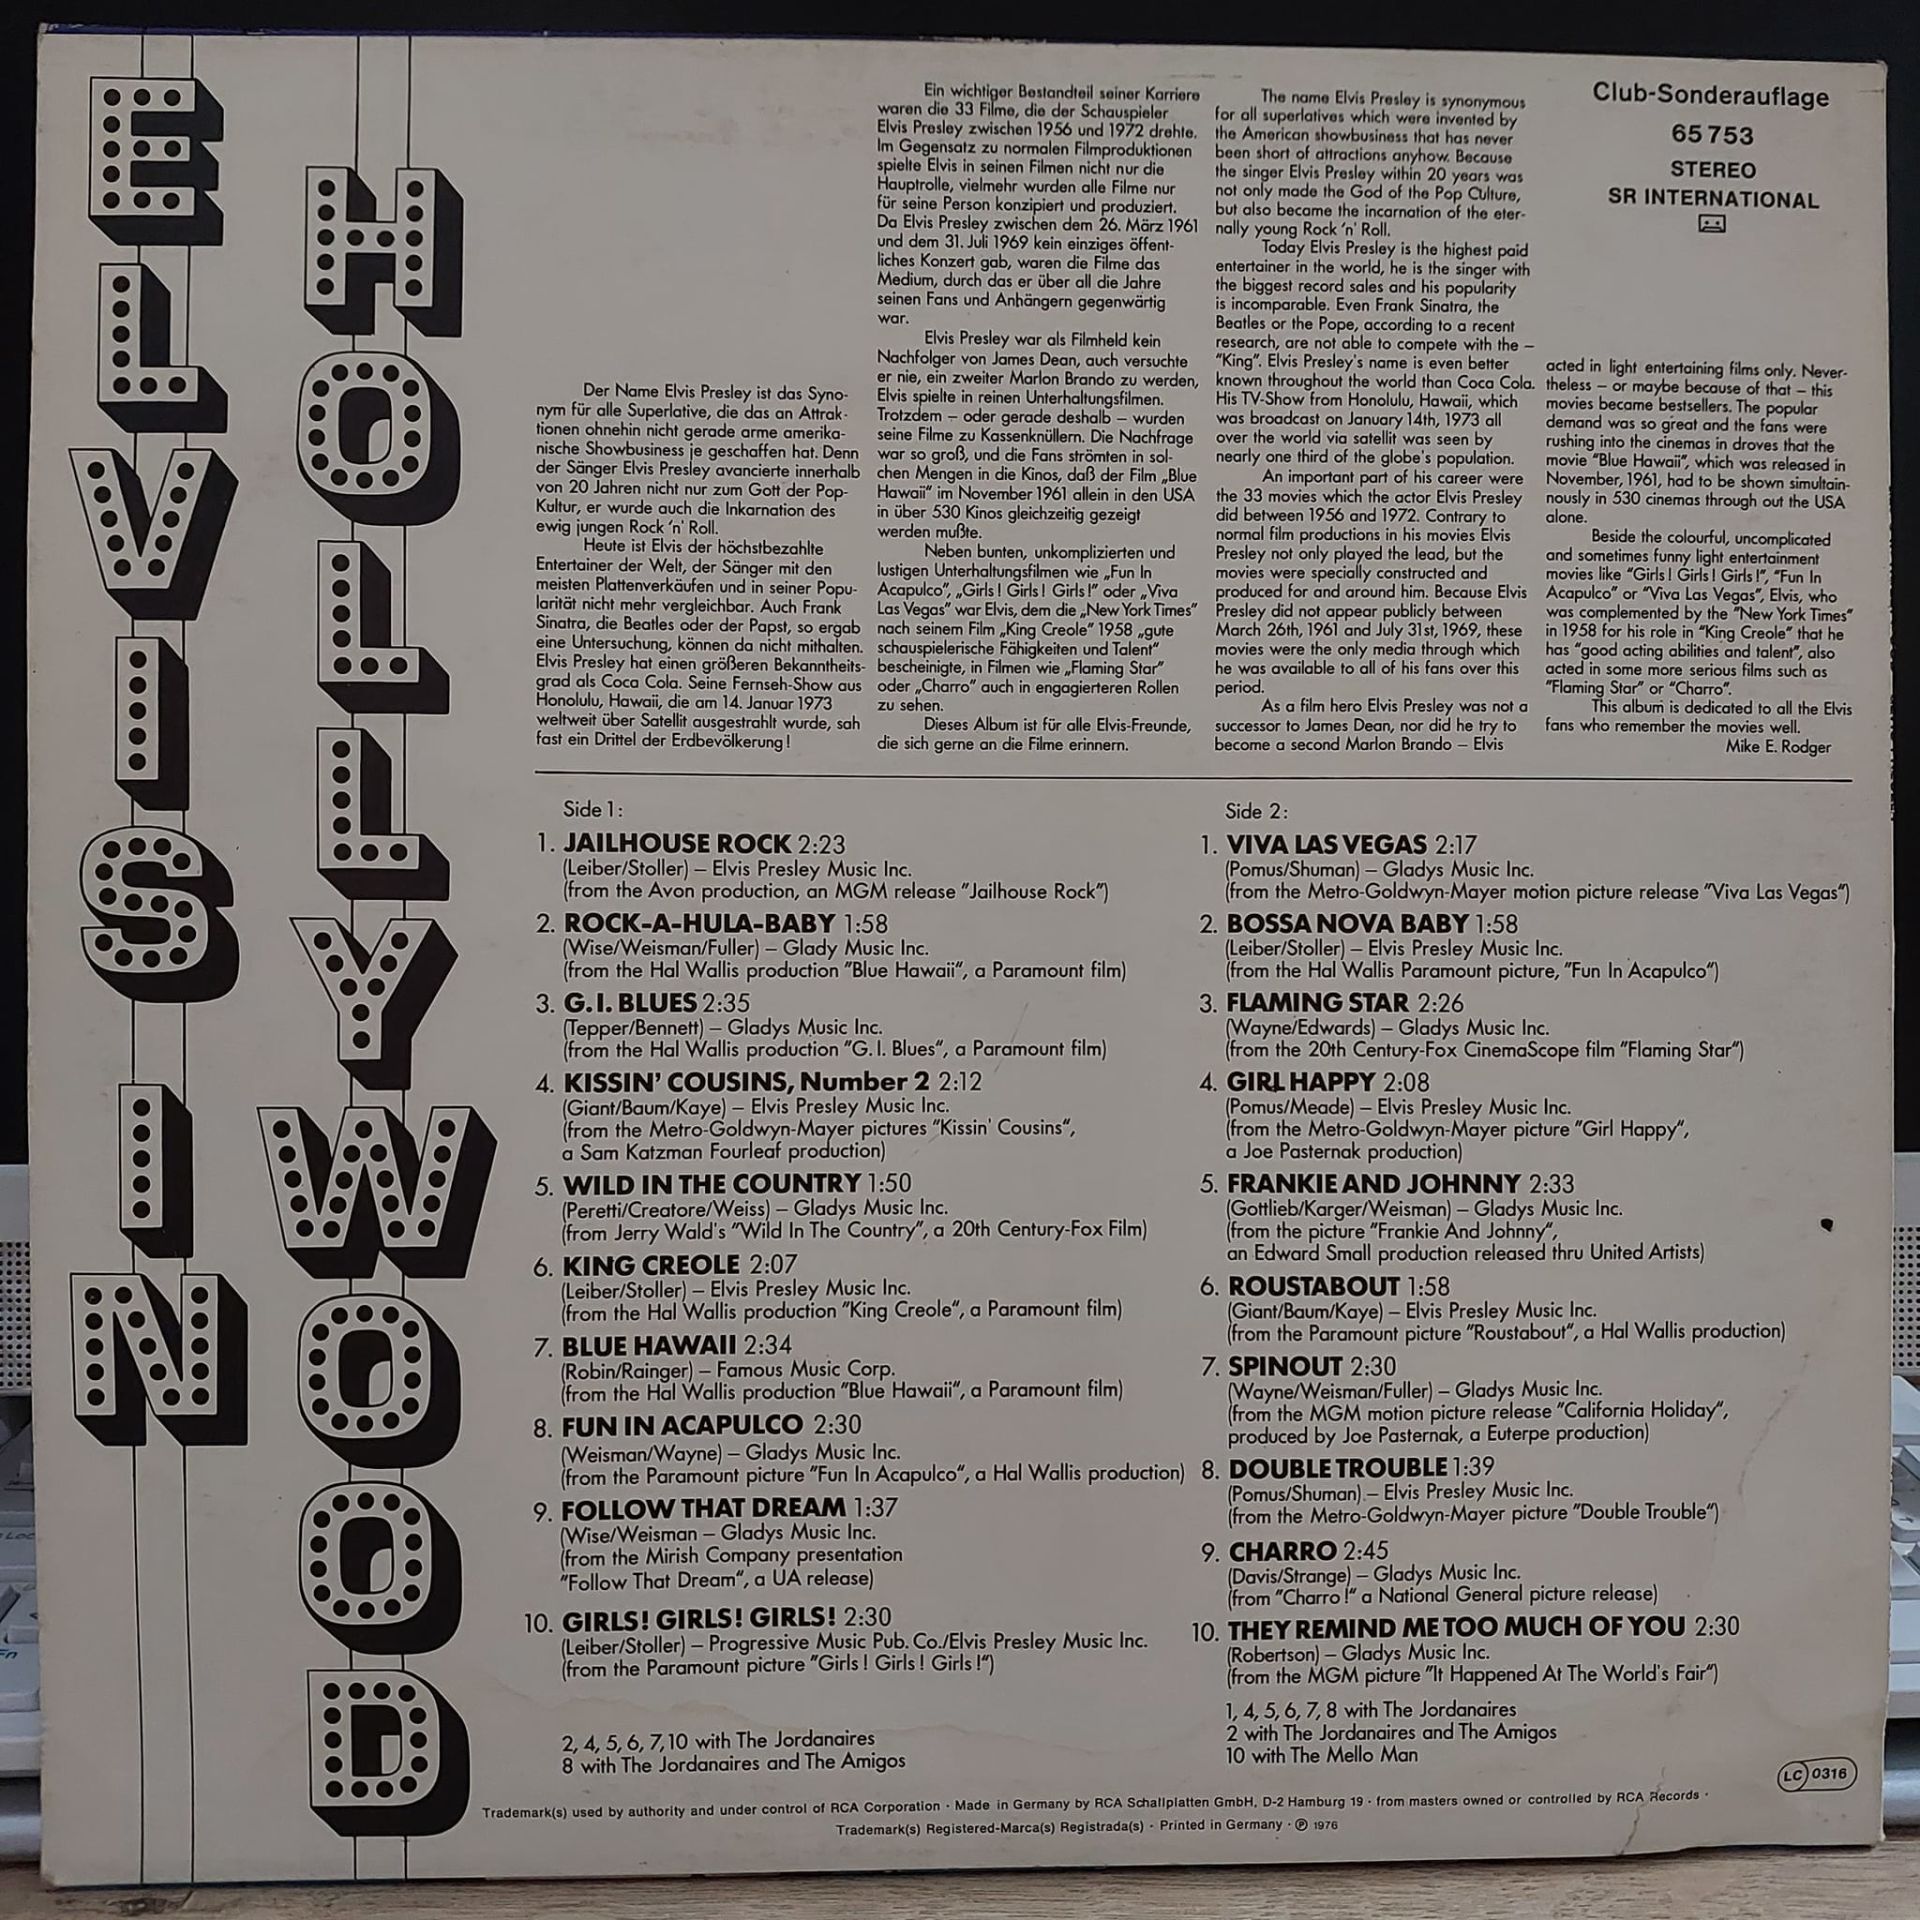 ELVIS IN
HOLLYWOOD
Der Name Elvis Presley ist das Syno-
nym für alle Superlative, die das an Attrak-
tionen ohnehin nicht gerade arme amerika-
nische Showbusiness je geschaffen hat. Denn
der Sänger Elvis Presley avancierte innerhalb
von 20 Jahren nicht nur zum Gott der Pop-
Kultur, er wurde auch die Inkarnation des
ewig jungen Rock 'n' Roll.
Heute ist Elvis der höchstbezahlte
Entertainer der Welt, der Sänger mit den
meisten Plattenverkäufen und in seiner Popu-
larität nicht mehr vergleichbar. Auch Frank
Sinatra, die Beatles oder der Papst, so ergab
eine Untersuchung, können da nicht mithalten.
Elvis Presley hat einen größeren Bekanntheits-
grad als Coca Cola. Seine Fernseh-Show aus
Honolulu, Hawaii, die am 14. Januar 1973
weltweit über Satellit ausgestrahlt wurde, sah
fast ein Drittel der Erdbevölkerung!
Ein wichtiger Bestandteil seiner Karriere
waren die 33 Filme, die der Schauspieler
Elvis Presley zwischen 1956 und 1972 drehte.
Im Gegensatz zu normalen Filmproduktionen
spielte Elvis in seinen Filmen nicht nur die
Hauptrolle, vielmehr wurden alle Filme nur
für seine Person konzipiert und produziert.
Da Elvis Presley zwischen dem 26. März 1961
und dem 31. Juli 1969 kein einziges öffent-
liches Konzert gab, waren die Filme das
Medium, durch das er über all die Jahre
seinen Fans und Anhängern gegenwärtig
war.
Elvis Presley war als Filmheld kein
Nachfolger von James Dean, auch versuchte
er nie, ein zweiter Marlon Brando zu werden,
Elvis spielte in reinen Unterhaltungsfilmen.
Trotzdem – oder gerade deshalb – wurden
seine Filme zu Kassenknüllern. Die Nachfrage
war so groß, und die Fans strömten in sol-
chen Mengen in die Kinos, daß der Film „Blue
Hawaii" im November 1961 allein in den USA
in über 530 Kinos gleichzeitig gezeigt
werden mußte.
Neben bunten, unkomplizierten und
lustigen Unterhaltungsfilmen wie „Fun In
Acapulco", „Girls! Girls! Girls!" oder „Viva
Las Vegas" war Elvis, dem die „New York Times"
nach seinem Film „King Creole" 1958 „gute
schauspielerische Fähigkeiten und Talent"
bescheinigte, in Filmen wie „Flaming Star"
oder „Charro" auch in engagierteren Rollen
zu sehen.
Dieses Album ist für alle Elvis-Freunde,
die sich gerne an die Filme erinnern.
The name Elvis Presley is synonymous
for all superlatives which were invented by
the American showbusiness that has never
been short of attractions anyhow. Because
the singer Elvis Presley within 20 years was
not only made the God of the Pop Culture,
but also became the incarnation of the eter-
nally young Rock 'n' Roll.
Today Elvis Presley is the highest paid
entertainer in the world, he is the singer with
the biggest record sales and his popularity
is incomparable. Even Frank Sinatra, the
Beatles or the Pope, according to a recent
research, are not able to compete with the –
"King". Elvis Presley's name is even better
known throughout the world than Coca Cola.
His TV-Show from Honolulu, Hawaii, which
was broadcast on January 14th, 1973 all
over the world via satellit was seen by
nearly one third of the globe's population.
An important part of his career were
the 33 movies which the actor Elvis Presley
did between 1956 and 1972. Contrary to
normal film productions in his movies Elvis
Presley not only played the lead, but the
movies were specially constructed and
produced for and around him. Because Elvis
Presley did not appear publicly between
March 26th, 1961 and July 31st, 1969, these
movies were the only media through which
he was available to all of his fans over this
period.
As a film hero Elvis Presley was not a
successor to James Dean, nor did he try to
become a second Marlon Brando – Elvis
Club-Sonderauflage
65 753
STEREO
SR INTERNATIONAL
acted in light entertaining films only. Never-
theless – or maybe because of that – this
movies became bestsellers. The popular
demand was so great and the fans were
rushing into the cinemas in droves that the
movie "Blue Hawaii", which was released in
November, 1961, had to be shown simultain-
nously in 530 cinemas through out the USA
alone.
Beside the colourful, uncomplicated
and sometimes funny light entertainment
movies like "Girls! Girls! Girls!", "Fun In
Acapulco" or "Viva Las Vegas", Elvis, who
was complemented by the "New York Times"
in 1958 for his role in "King Creole" that he
has "good acting abilities and talent", also
acted in some more serious films such as
"Flaming Star" or "Charro".
This album is dedicated to all the Elvis
fans who remember the movies well.
Mike E. Rodger
Side 1:
1. JAILHOUSE ROCK 2:23
(Leiber/Stoller) – Elvis Presley Music Inc.
(from the Avon production, an MGM release "Jailhouse Rock")
2. ROCK-A-HULA-BABY 1:58
(Wise/Weisman/Fuller) – Glady Music Inc.
(from the Hal Wallis production "Blue Hawaii", a Paramount film)
3. G. I. BLUES 2:35
(Tepper/Bennett) – Gladys Music Inc.
(from the Hal Wallis production "G. I. Blues", a Paramount film)
4. KISSIN' COUSINS, Number 2 2:12
(Giant/Baum/Kaye) – Elvis Presley Music Inc.
(from the Metro-Goldwyn-Mayer pictures "Kissin' Cousins",
a Sam Katzman Fourleaf production)
5. WILD IN THE COUNTRY 1:50
(Peretti/Creatore/Weiss) – Gladys Music Inc.
(from Jerry Wald's "Wild In The Country", a 20th Century-Fox Film)
6. KING CREOLE 2:07
(Leiber/Stoller) – Elvis Presley Music Inc.
(from the Hal Wallis production "King Creole", a Paramount film)
7. BLUE HAWAII 2:34
(Robin/Rainger) – Famous Music Corp.
(from the Hal Wallis production "Blue Hawaii", a Paramount film)
8. FUN IN ACAPULCO 2:30
(Weisman/Wayne) – Gladys Music Inc.
(from the Paramount picture "Fun In Acapulco", a Hal Wallis production)
9. FOLLOW THAT DREAM 1:37
(Wise/Weisman – Gladys Music Inc.
(from the Mirish Company presentation
"Follow That Dream", a UA release)
10. GIRLS! GIRLS! GIRLS! 2:30
(Leiber/Stoller) – Progressive Music Pub. Co./Elvis Presley Music Inc.
(from the Paramount picture "Girls! Girls! Girls!")
2, 4, 5, 6, 7, 10 with The Jordanaires
8 with The Jordanaires and The Amigos
Side 2:
1. VIVA LAS VEGAS 2:17
(Pomus/Shuman) – Gladys Music Inc.
(from the Metro-Goldwyn-Mayer motion picture release "Viva Las Vegas")
2. BOSSA NOVA BABY 1:58
(Leiber/Stoller) – Elvis Presley Music Inc.
(from the Hal Wallis Paramount picture, "Fun In Acapulco")
3. FLAMING STAR 2:26
(Wayne/Edwards) – Gladys Music Inc.
(from the 20th Century-Fox CinemaScope film "Flaming Star")
4. GIRL HAPPY 2:08
(Pomus/Meade) – Elvis Presley Music Inc.
(from the Metro-Goldwyn-Mayer picture "Girl Happy",
a Joe Pasternak production)
5. FRANKIE AND JOHNNY 2:33
(Gottlieb/Karger/Weisman) – Gladys Music Inc.
(from the picture "Frankie And Johnny",
an Edward Small production released thru United Artists)
6. ROUSTABOUT 1:58
(Giant/Baum/Kaye) – Elvis Presley Music Inc.
(from the Paramount picture "Roustabout", a Hal Wallis production)
7. SPINOUT 2:30
(Wayne/Weisman/Fuller) – Gladys Music Inc.
(from the MGM motion picture release "California Holiday",
produced by Joe Pasternak, a Euterpe production)
8. DOUBLE TROUBLE 1:39
(Pomus/Shuman) – Elvis Presley Music Inc.
(from the Metro-Goldwyn-Mayer picture "Double Trouble")
9. CHARRO 2:45
(Davis/Strange) – Gladys Music Inc.
(from "Charro!" a National General picture release)
10. THEY REMIND ME TOO MUCH OF YOU 2:30
(Robertson) – Gladys Music Inc.
(from the MGM picture "It Happened At The World's Fair")
1, 4, 5, 6, 7, 8 with The Jordanaires
2 with The Jordanaires and The Amigos
10 with The Mello Man
LC 0316
Trademark(s) used by authority and under control of RCA Corporation · Made in Germany by RCA Schallplatten GmbH, D-2 Hamburg 19 · from masters owned or controlled by RCA Records ·
Trademark(s) Registered-Marca(s) Registrada(s) · Printed in Germany · ℗ 1976